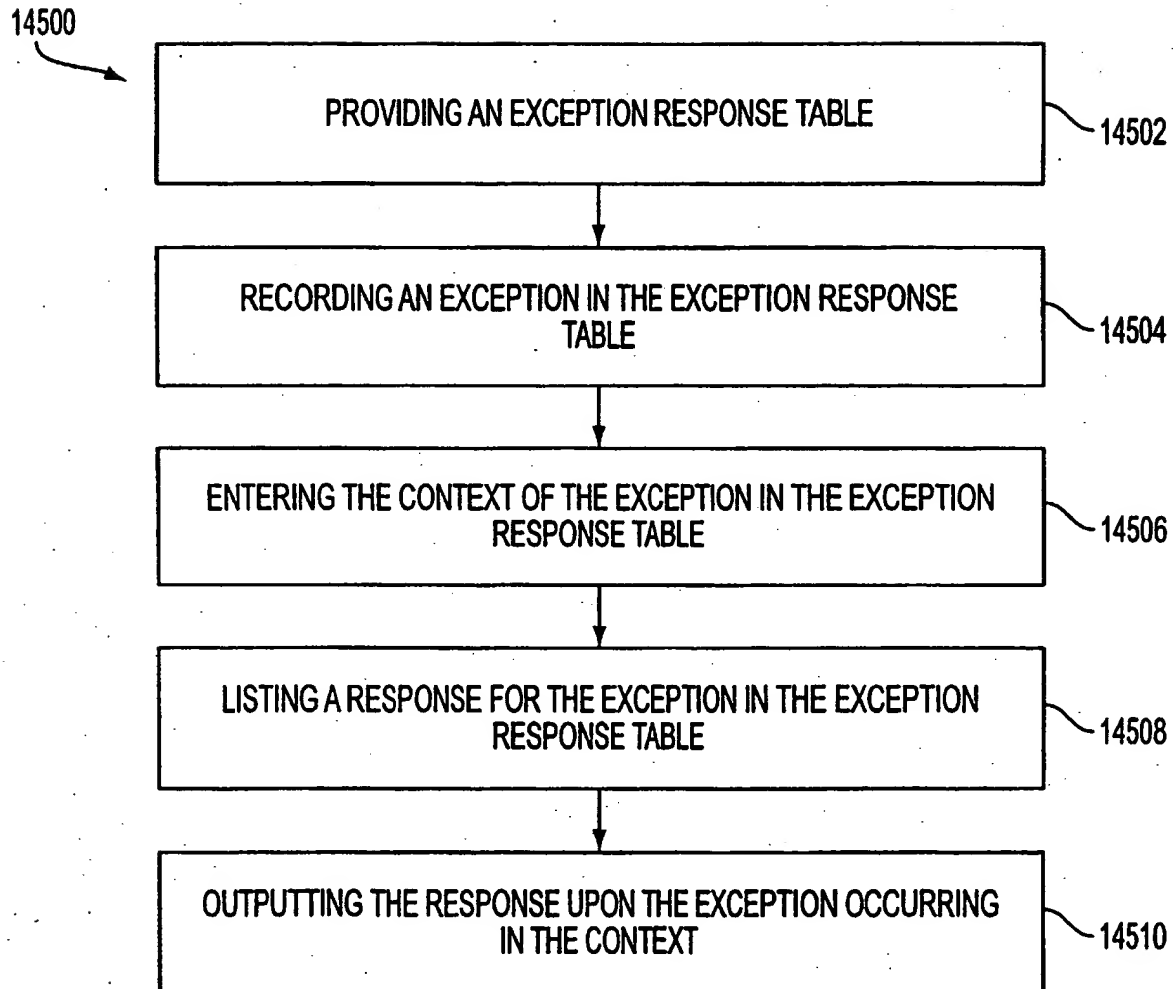 14500
PROVIDING AN EXCEPTION RESPONSE TABLE
14502
RECORDING AN EXCEPTION IN THE EXCEPTION RESPONSE
TABLE
14504
ENTERING THE CONTEXT OF THE EXCEPTION IN THE EXCEPTION
RESPONSE TABLE
14506
LISTING A RESPONSE FOR THE EXCEPTION IN THE EXCEPTION
RESPONSE TABLE
14508
OUTPUTTING THE RESPONSE UPON THE EXCEPTION OCCURRING
IN THE CONTEXT
14510